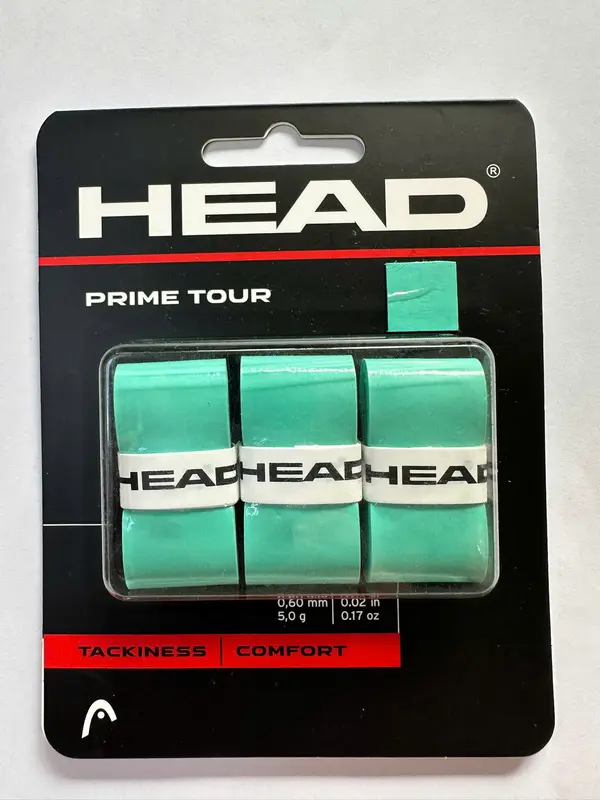 HEAD®
PRIME TOUR
HEAD HEAD HEAD
0,60 mm | 0.02 in
5,0 g | 0.17 oz
TACKINESS | COMFORT